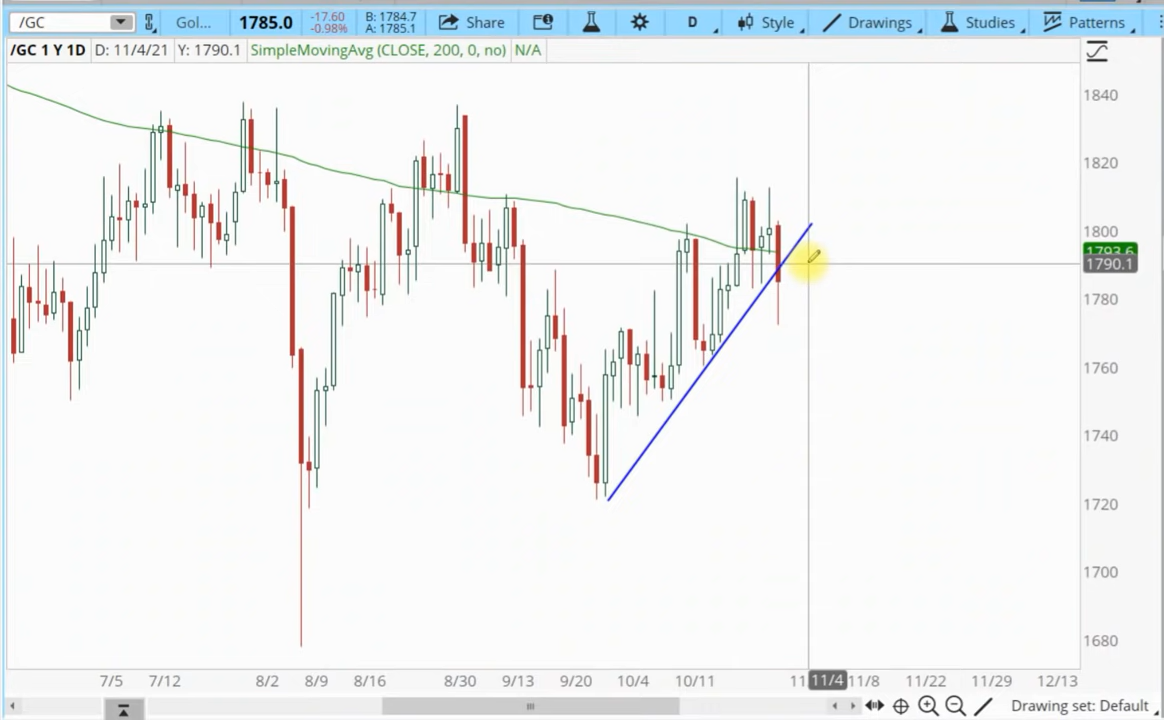 /GC Gol... 1785.0 -17.60 -0.98% B: 1784.7 A: 1785.1 Share D Style Drawings Studies Patterns
/GC 1 Y 1D D: 11/4/21 Y: 1790.1 SimpleMovingAvg (CLOSE, 200, 0, no) N/A
1840
1820
1800
1793.6
1790.1
1780
1760
1740
1720
1700
1680
7/5 7/12 8/2 8/9 8/16 8/30 9/13 9/20 10/4 10/11 11 11/4 11/8 11/22 11/29 12/13
Drawing set: Default